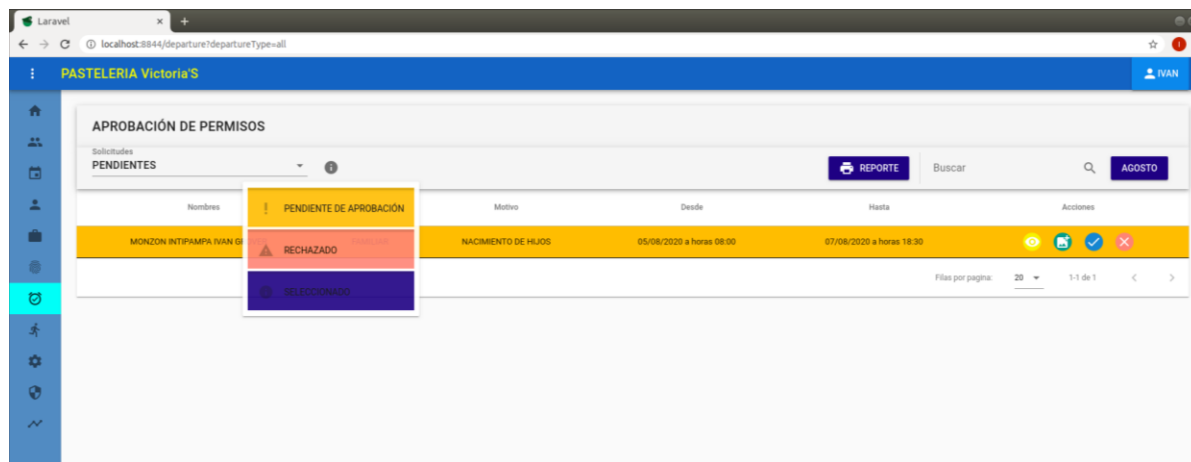 Laravel
localhost:8844/departure?departureType=all
PASTELERIA Victoria'S
IVAN
APROBACIÓN DE PERMISOS
Solicitudes
PENDIENTES
REPORTE
Buscar
AGOSTO
PENDIENTE DE APROBACIÓN
RECHAZADO
SELECCIONADO
Nombres
Motivo
Desde
Hasta
Acciones
MONZON INTIPAMPA IVAN
NACIMIENTO DE HIJOS
05/08/2020 a horas 08:00
07/08/2020 a horas 18:30
Filas por pagina:
20
1-1 de 1